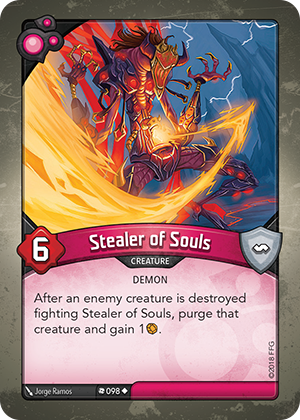 Stealer of Souls
CREATURE
6
DEMON
After an enemy creature is destroyed
fighting Stealer of Souls, purge that
creature and gain 1.
Jorge Ramos
098
©2018 FFG